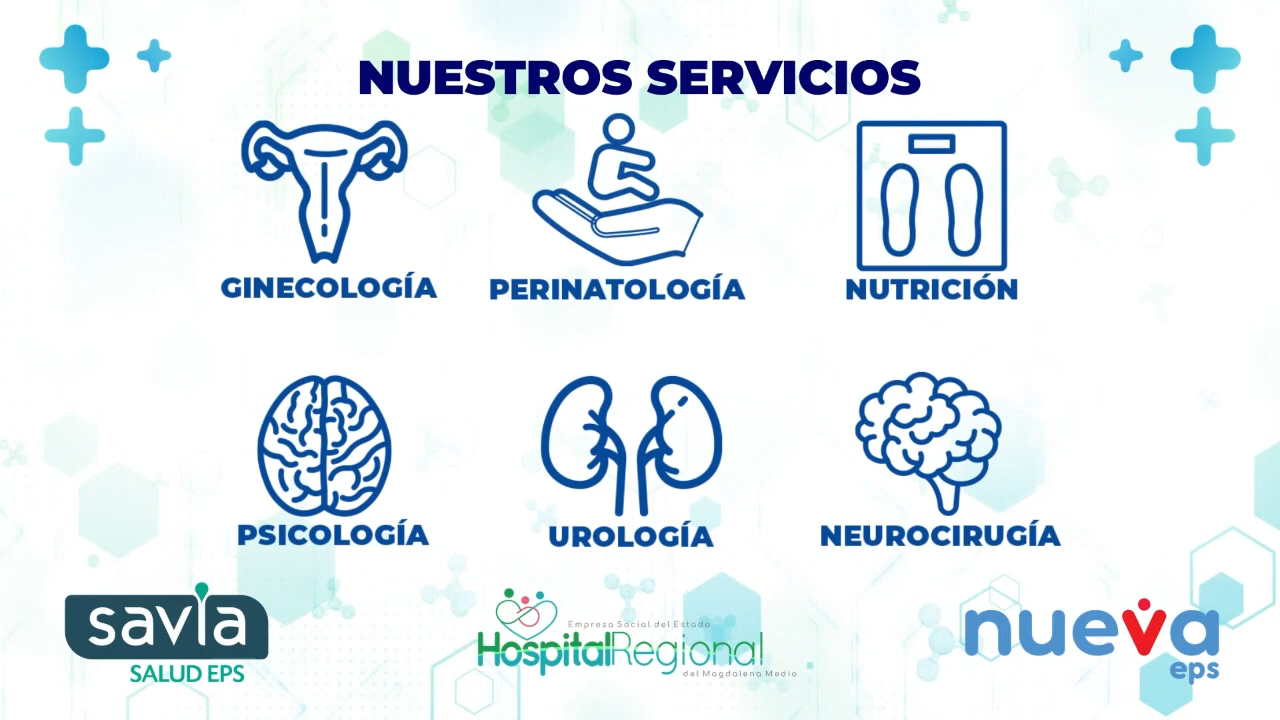 NUESTROS SERVICIOS
GINECOLOGÍA
PERINATOLOGÍA
NUTRICIÓN
PSICOLOGÍA
UROLOGÍA
NEUROCIRUGÍA
savia
SALUD EPS
Empresa Social del Estado
HospitalRegional
del Magdalena Medio
nueva
eps